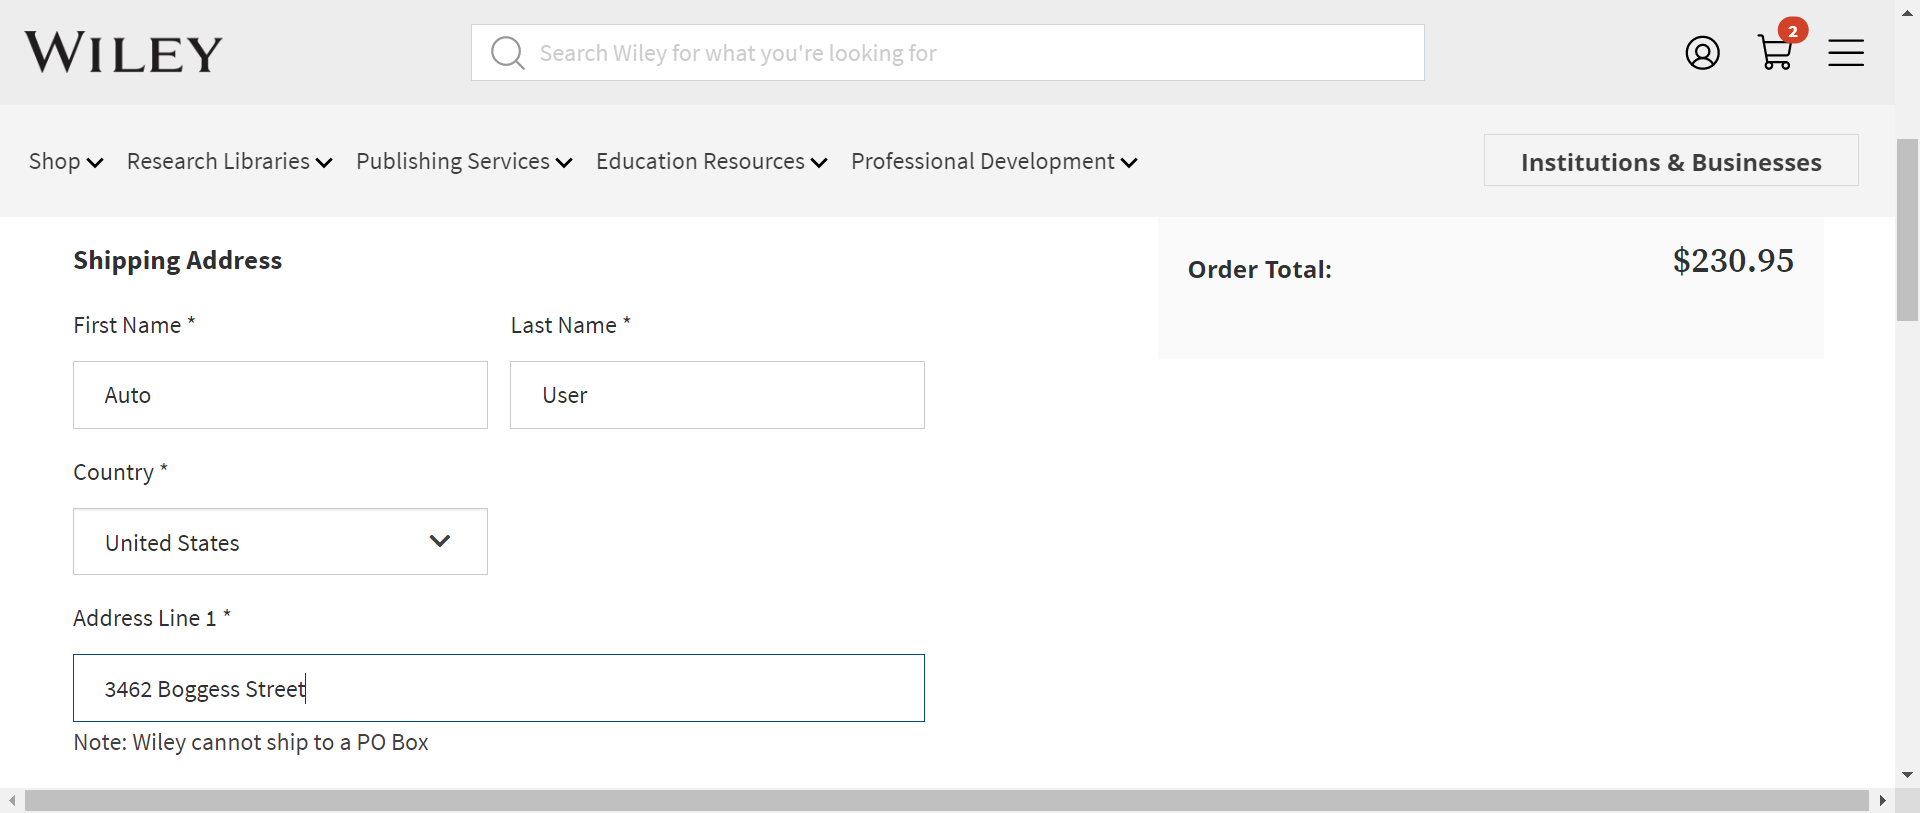 WILEY
Search Wiley for what you're looking for
2
Shop
Research Libraries
Publishing Services
Education Resources
Professional Development
Institutions & Businesses
Shipping Address
First Name *
Last Name *
Auto
User
Country *
United States
Address Line 1 *
3462 Boggess Street
Note: Wiley cannot ship to a PO Box
Order Total:
$230.95